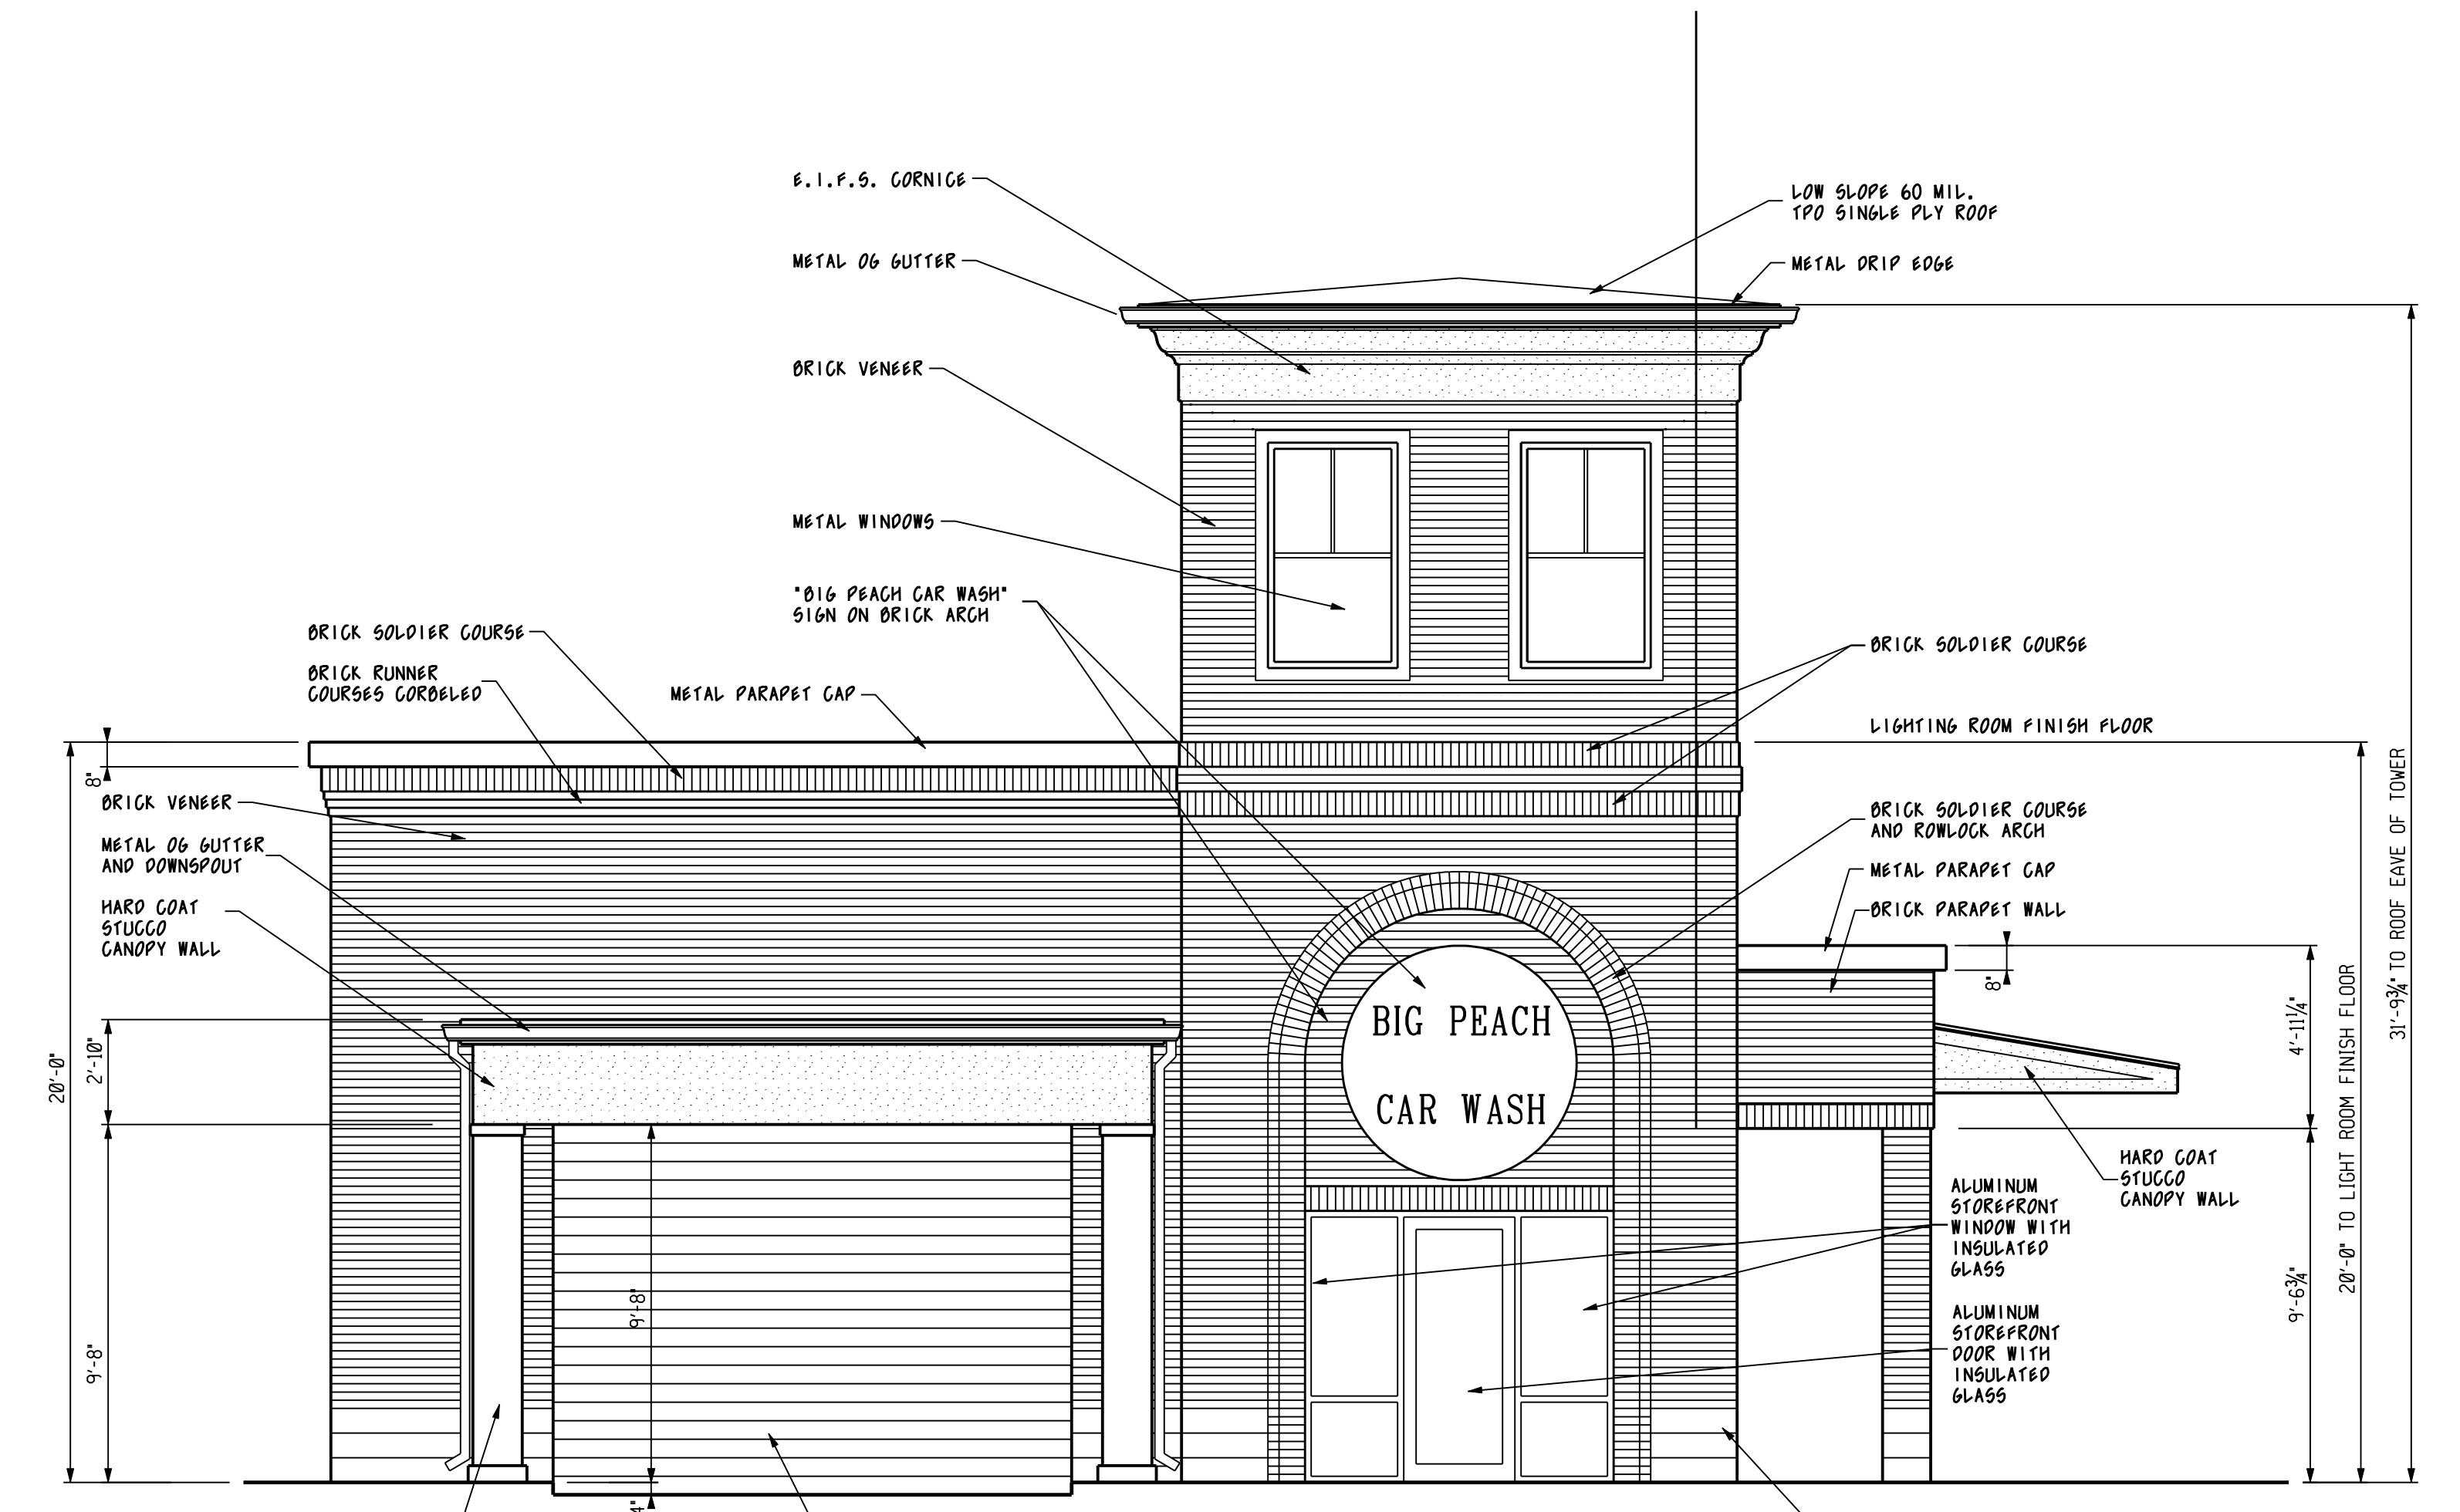 E.I.F.S. CORNICE
LOW SLOPE 60 MIL.
TPO SINGLE PLY ROOF
METAL OG GUTTER
METAL DRIP EDGE
BRICK VENEER
METAL WINDOWS
"BIG PEACH CAR WASH"
SIGN ON BRICK ARCH
BRICK SOLDIER COURSE
BRICK RUNNER
COURSES CORBELED
METAL PARAPET CAP
BRICK SOLDIER COURSE
LIGHTING ROOM FINISH FLOOR
8"
BRICK VENEER
METAL OG GUTTER
AND DOWNSPOUT
HARD COAT
STUCCO
CANOPY WALL
BRICK SOLDIER COURSE
AND ROWLOCK ARCH
METAL PARAPET CAP
BRICK PARAPET WALL
8"
BIG PEACH
CAR WASH
20'-0"
2'-10"
9'-8"
9'-8"
4"
HARD COAT
STUCCO
CANOPY WALL
ALUMINUM
STOREFRONT
WINDOW WITH
INSULATED
GLASS
ALUMINUM
STOREFRONT
DOOR WITH
INSULATED
GLASS
4'-11¼"
9'-6¾"
20'-0" TO LIGHT ROOM FINISH FLOOR
31'-9¾" TO ROOF EAVE OF TOWER